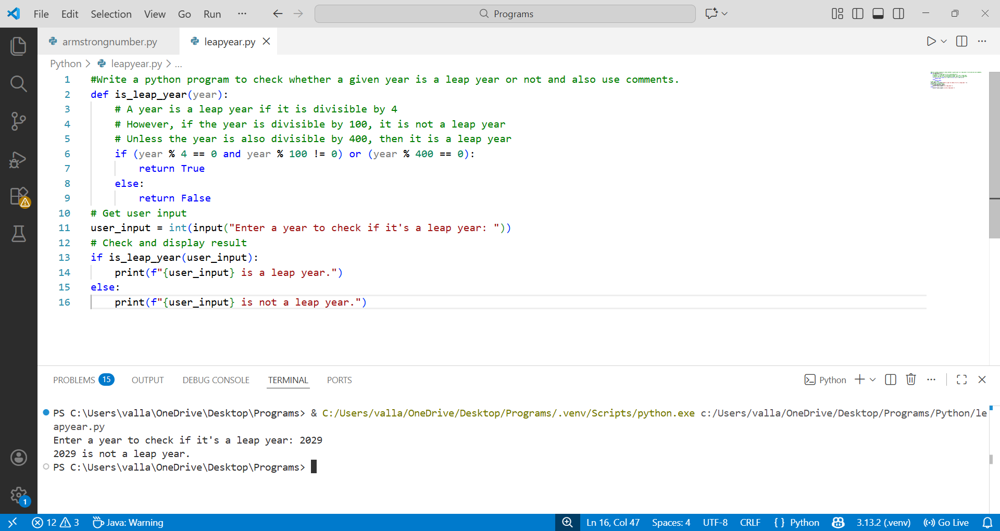 File Edit Selection View Go Run ··· Programs
armstrongnumber.py leapyear.py
Python > leapyear.py > ...
1 #Write a python program to check whether a given year is a leap year or not and also use comments.
2 def is_leap_year(year):
3     # A year is a leap year if it is divisible by 4
4     # However, if the year is divisible by 100, it is not a leap year
5     # Unless the year is also divisible by 400, then it is a leap year
6     if (year % 4 == 0 and year % 100 != 0) or (year % 400 == 0):
7         return True
8     else:
9         return False
10 # Get user input
11 user_input = int(input("Enter a year to check if it's a leap year: "))
12 # Check and display result
13 if is_leap_year(user_input):
14     print(f"{user_input} is a leap year.")
15 else:
16     print(f"{user_input} is not a leap year.")
PROBLEMS 15 OUTPUT DEBUG CONSOLE TERMINAL PORTS Python
PS C:\Users\valla\OneDrive\Desktop\Programs> & C:/Users/valla/OneDrive/Desktop/Programs/.venv/Scripts/python.exe c:/Users/valla/OneDrive/Desktop/Programs/Python/le
apyear.py
Enter a year to check if it's a leap year: 2029
2029 is not a leap year.
PS C:\Users\valla\OneDrive\Desktop\Programs>
1
12 3 Java: Warning Ln 16, Col 47 Spaces: 4 UTF-8 CRLF { } Python 3.13.2 (.venv) Go Live